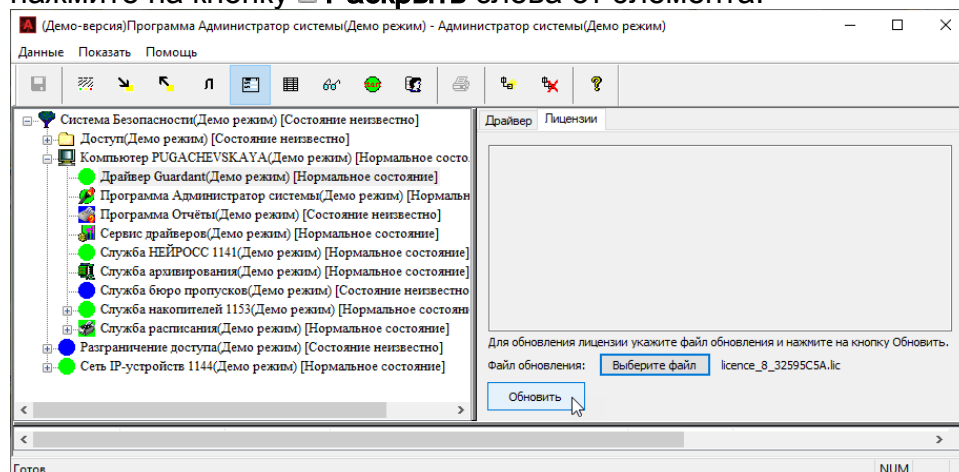 нажмите на кнопку Раскрыть слева от элемента.
(Демо-версия)Программа Администратор системы(Демо режим) - Администратор системы(Демо режим)
Данные Показать Помощь
Л
Система Безопасности(Демо режим) [Состояние неизвестно]
Доступ(Демо режим) [Состояние неизвестно]
Компьютер PUGACHEVSKAYA(Демо режим) [Нормальное состо
Драйвер Guardant(Демо режим) [Нормальное состояние]
Программа Администратор системы(Демо режим) [Нормальн
Программа Отчёты(Демо режим) [Состояние неизвестно]
Сервис драйверов(Демо режим) [Нормальное состояние]
Служба НЕЙРОСС 1141(Демо режим) [Нормальное состояние]
Служба архивирования(Демо режим) [Нормальное состояние]
Служба бюро пропусков(Демо режим) [Состояние неизвестно
Служба накопителей 1153(Демо режим) [Нормальное состояни
Служба расписания(Демо режим) [Нормальное состояние]
Разграничение доступа(Демо режим) [Состояние неизвестно]
Сеть IP-устройств 1144(Демо режим) [Нормальное состояние]
Драйвер Лицензии
Для обновления лицензии укажите файл обновления и нажмите на кнопку Обновить.
Файл обновления: Выберите файл licence_8_32595C5A.lic
Обновить
Готов NUM